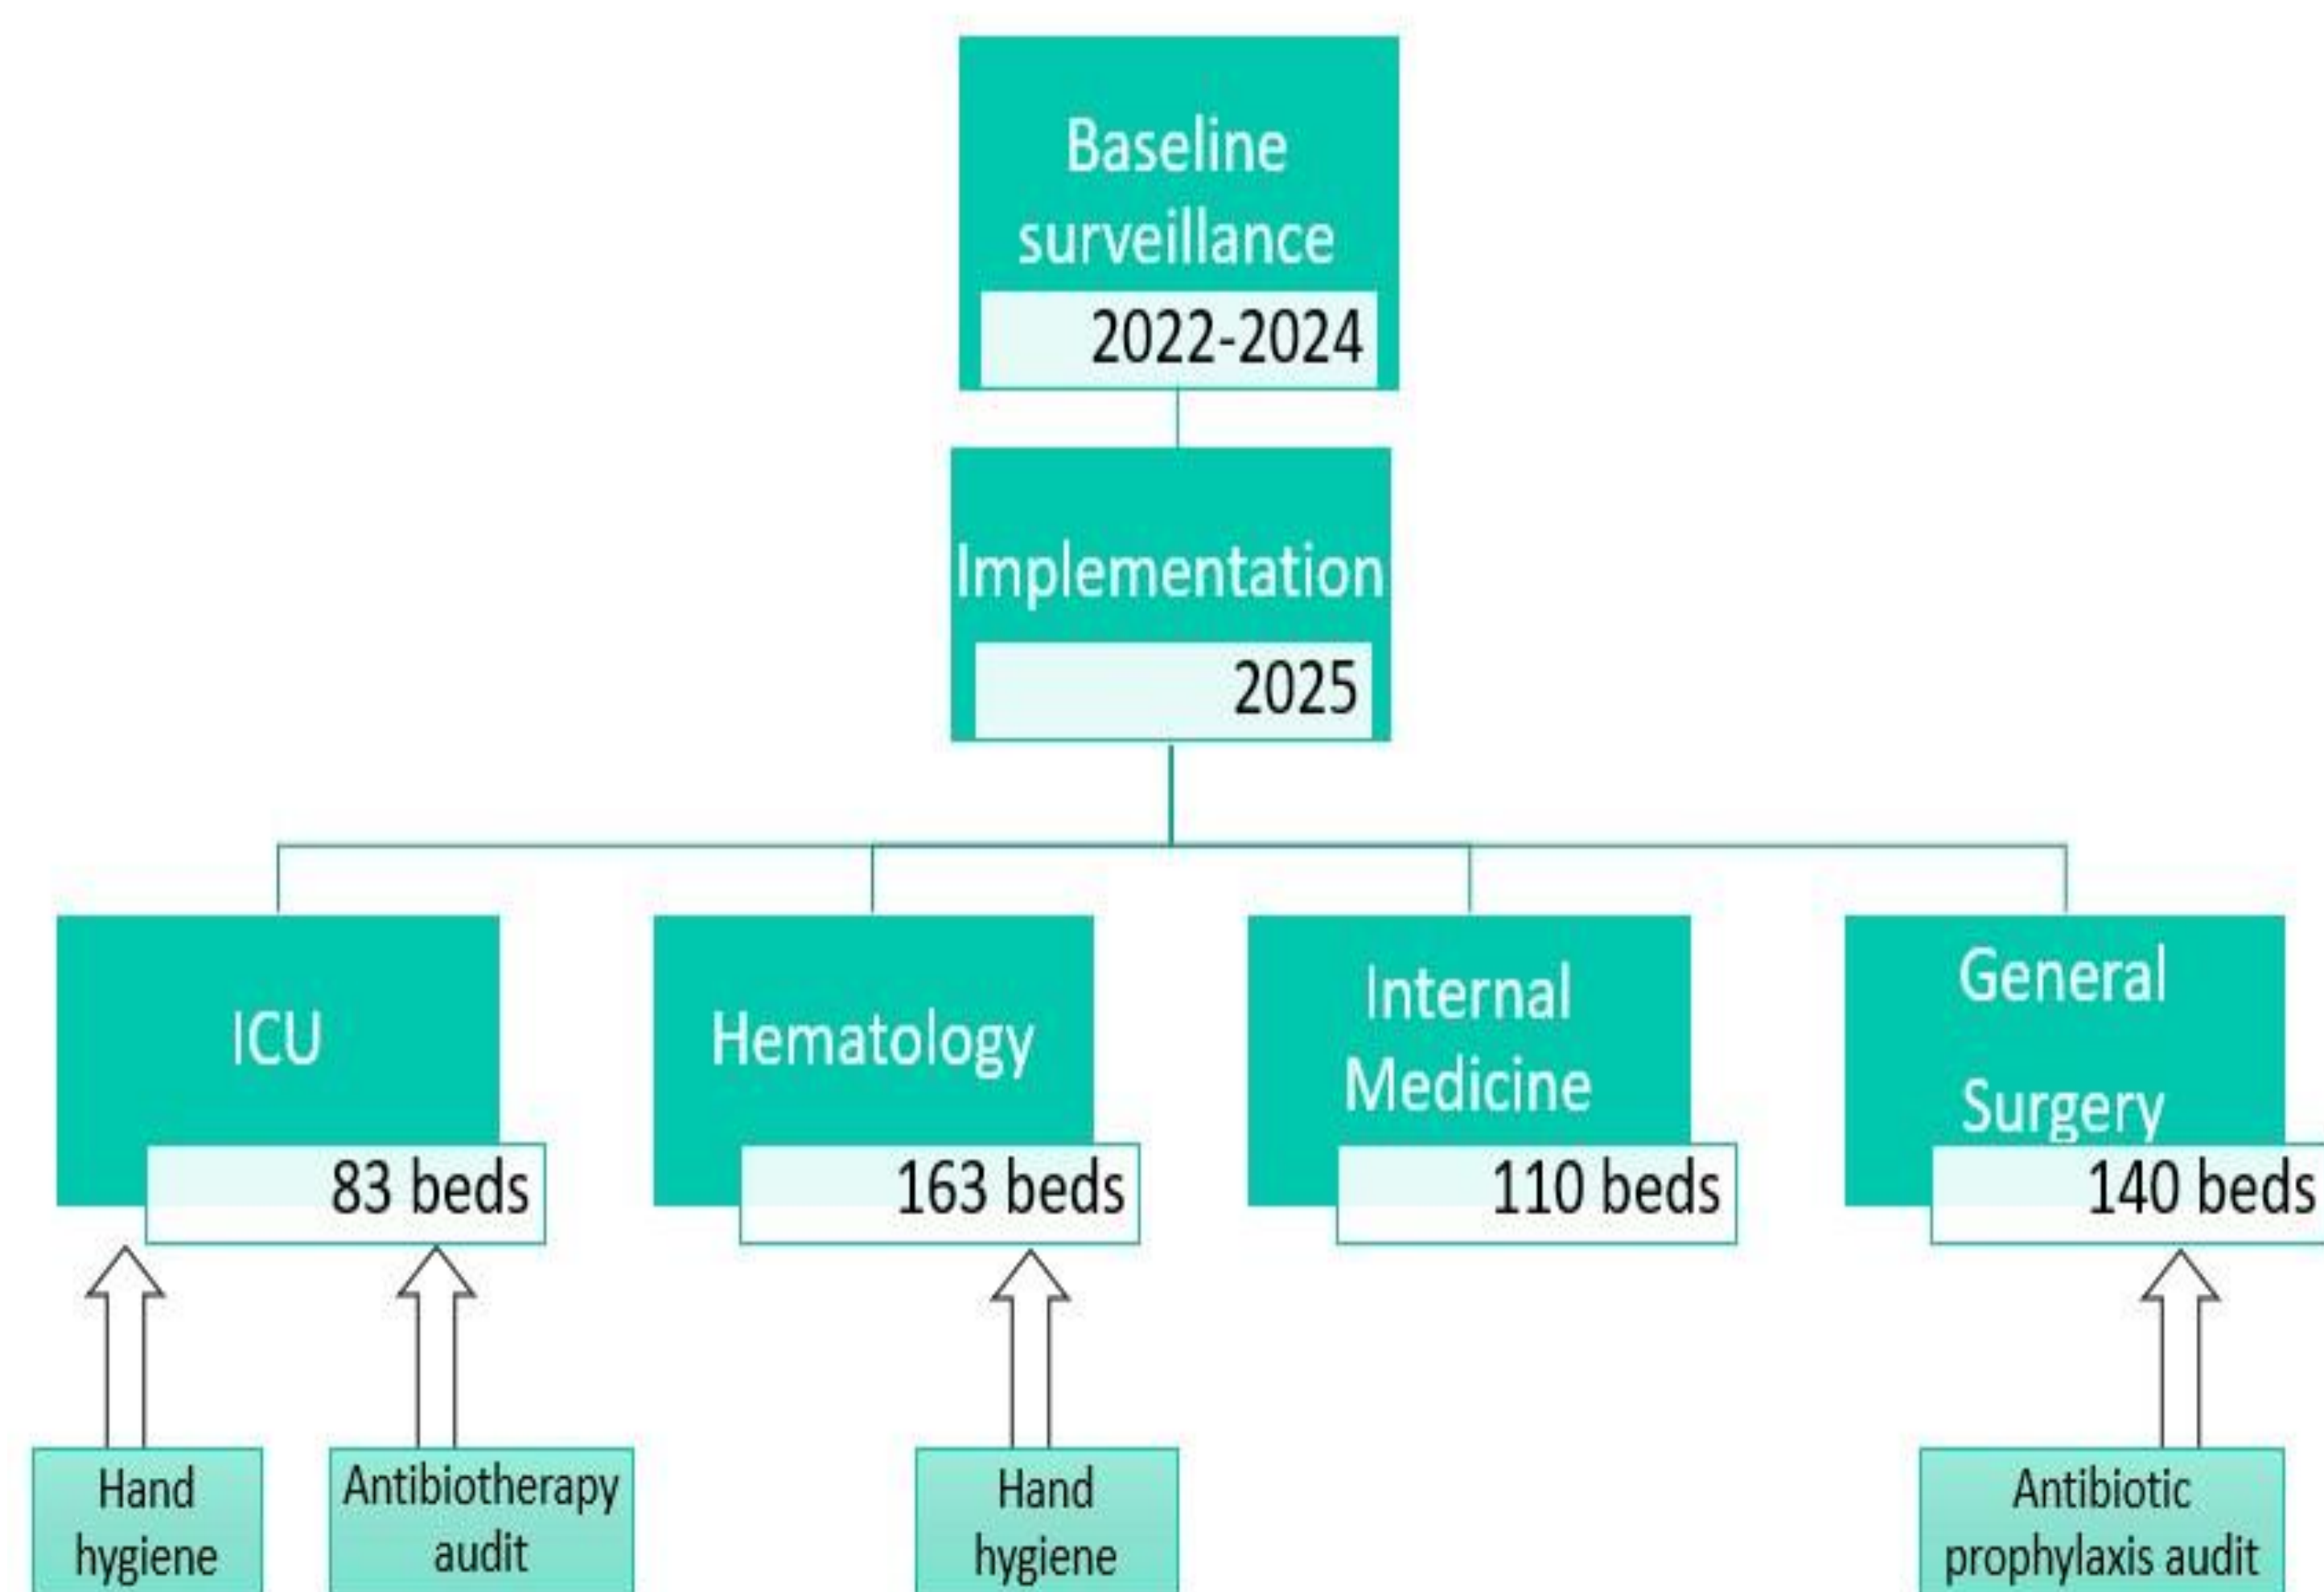 Baseline
surveillance
2022-2024
Implementation
2025
ICU
83 beds
Hematology
163 beds
Internal
Medicine
110 beds
General
Surgery
140 beds
Hand
hygiene
Antibiotherapy
audit
Hand
hygiene
Antibiotic
prophylaxis audit